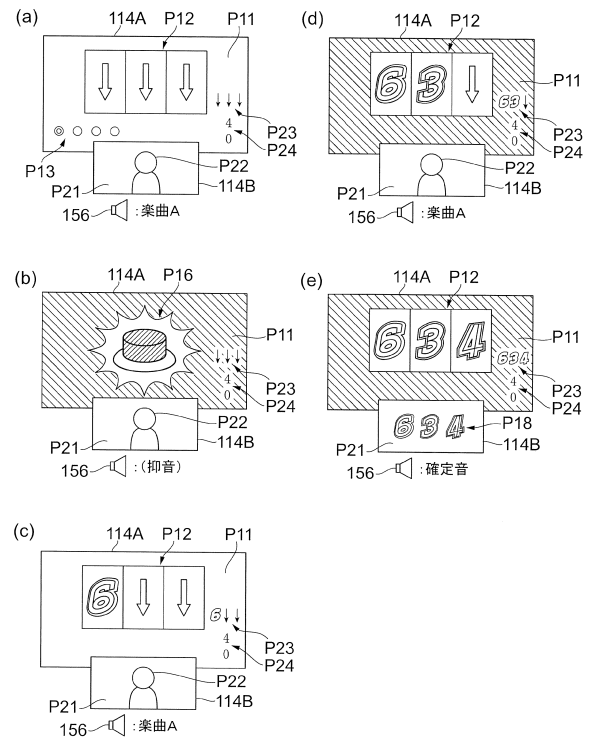 (a)
114A
P12
P11
P23
4
0
P24
P13
P22
P21
114B
156
:楽曲A
(b)
114A
P16
P11
P23
4
0
P24
P22
P21
114B
156
:(抑音)
(c)
114A
P12
P11
6
P23
4
0
P24
P22
P21
114B
156
:楽曲A
(d)
114A
P12
P11
6 3
63
P23
4
0
P24
P22
P21
114B
156
:楽曲A
(e)
114A
P12
P11
6 3 4
634
P23
4
0
P24
6 3 4
P18
P21
114B
156
:確定音